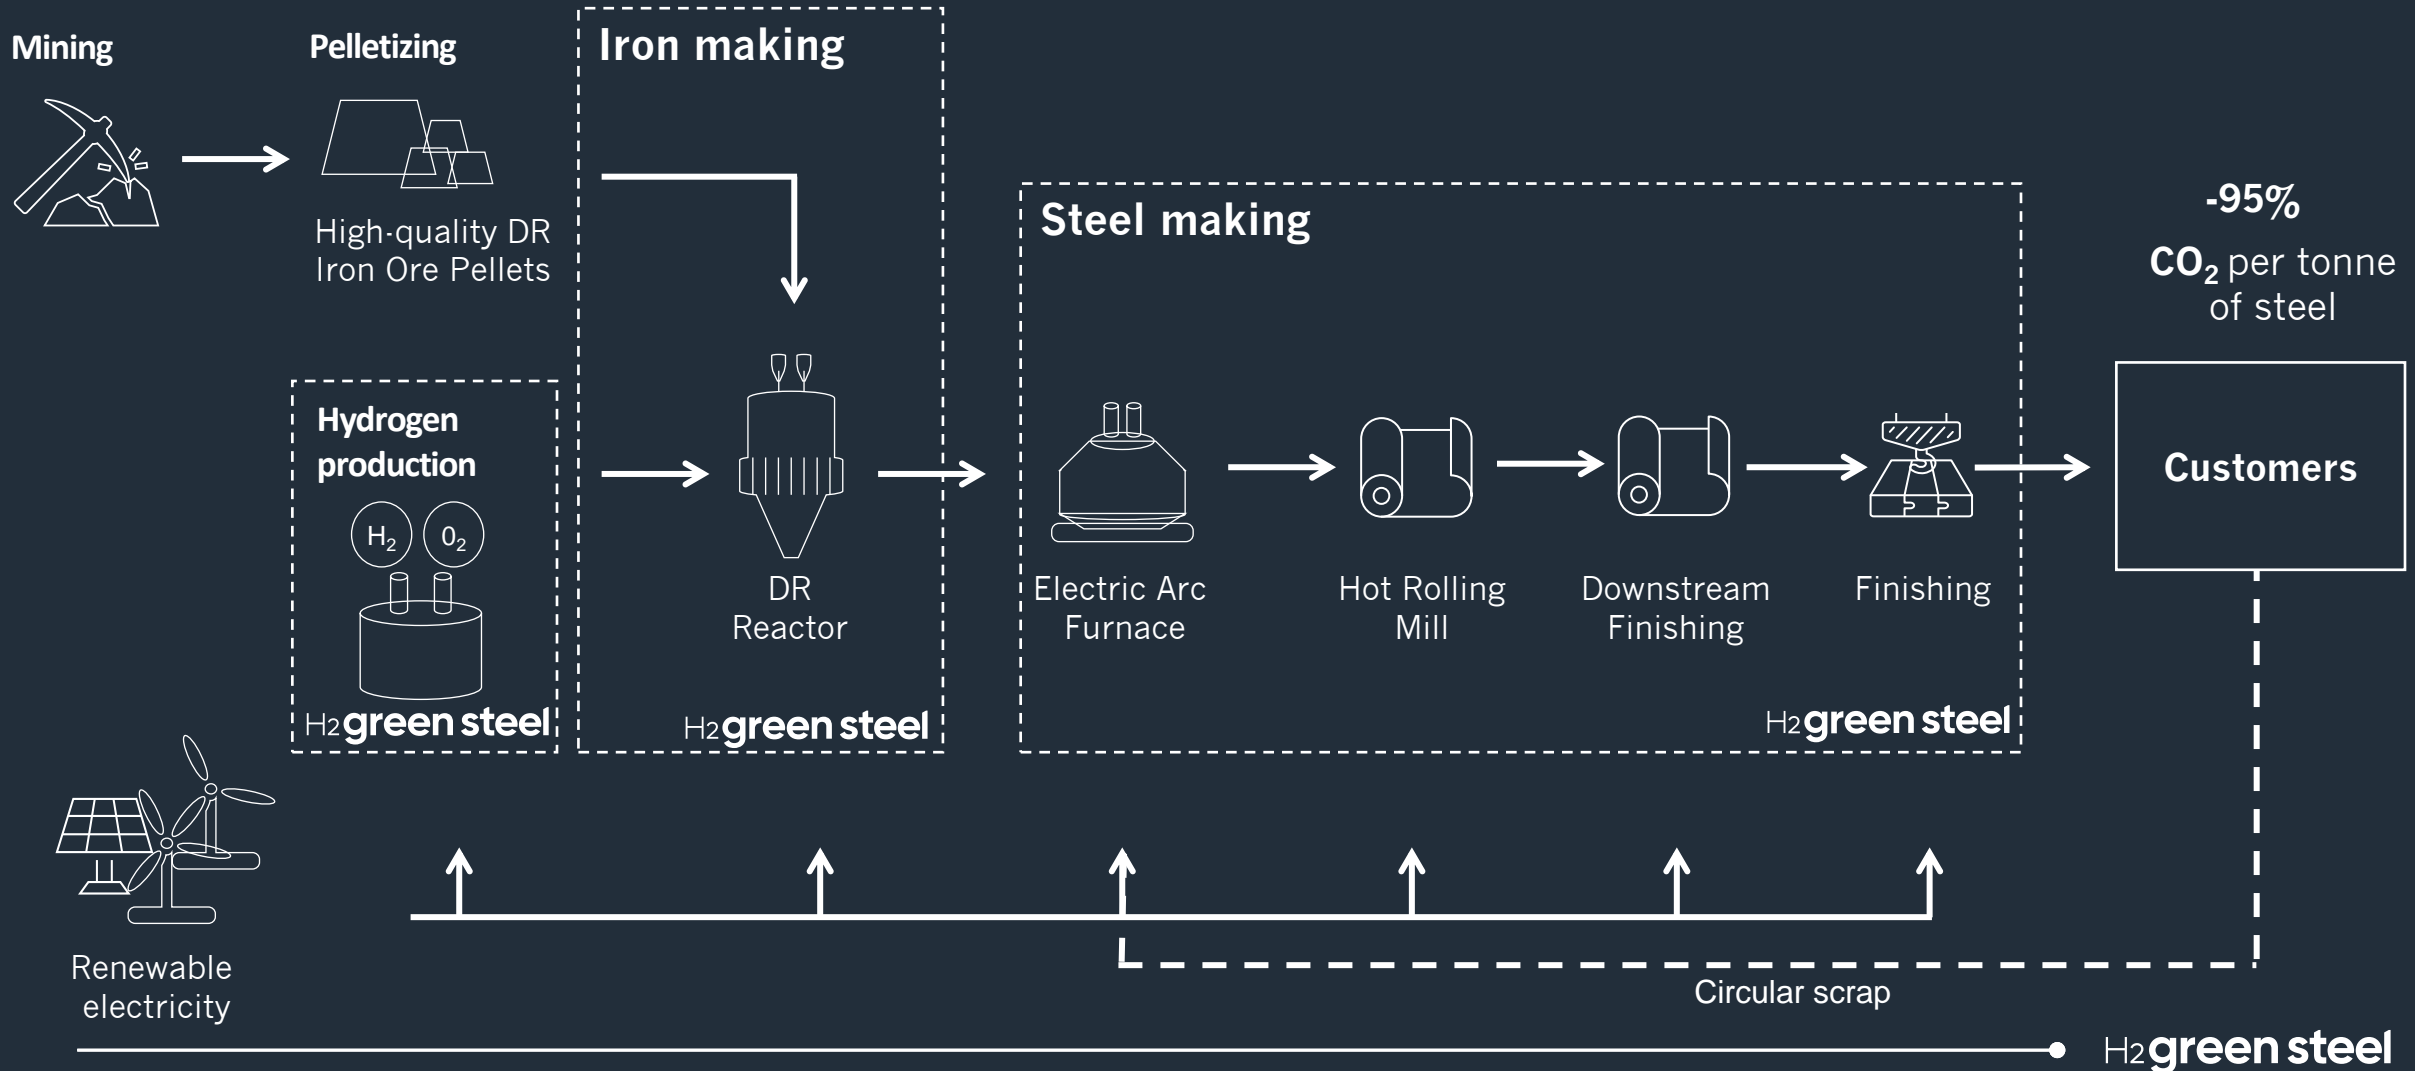 Mining
Pelletizing
High-quality DR
Iron Ore Pellets
Iron making
Hydrogen
production
H₂
0₂
H2green steel
DR
Reactor
H2green steel
Steel making
Electric Arc
Furnace
Hot Rolling
Mill
Downstream
Finishing
Finishing
H2green steel
-95%
CO₂ per tonne
of steel
Customers
Renewable
electricity
Circular scrap
H2green steel